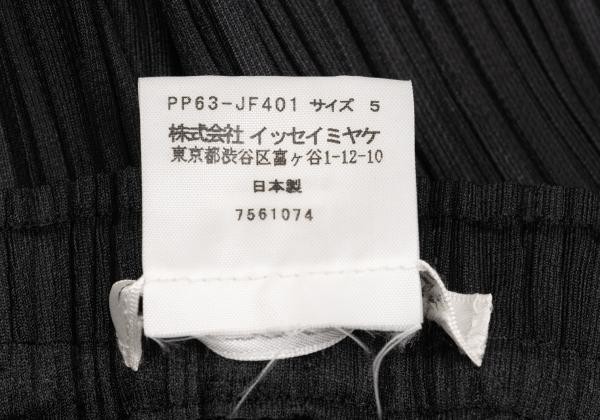 PP63-JF401 サイズ 5
株式会社 イッセイミヤケ
東京都渋谷区富ヶ谷1-12-10
日本製
7561074